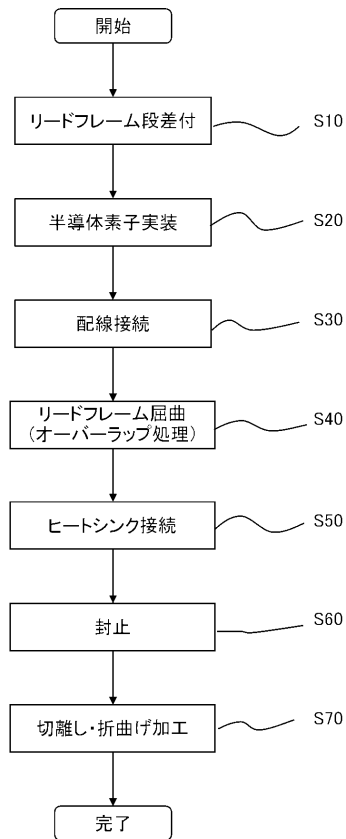 開始
リードフレーム段差付
S10
半導体素子実装
S20
配線接続
S30
リードフレーム屈曲
(オーバーラップ処理)
S40
ヒートシンク接続
S50
封止
S60
切離し・折曲げ加工
S70
完了